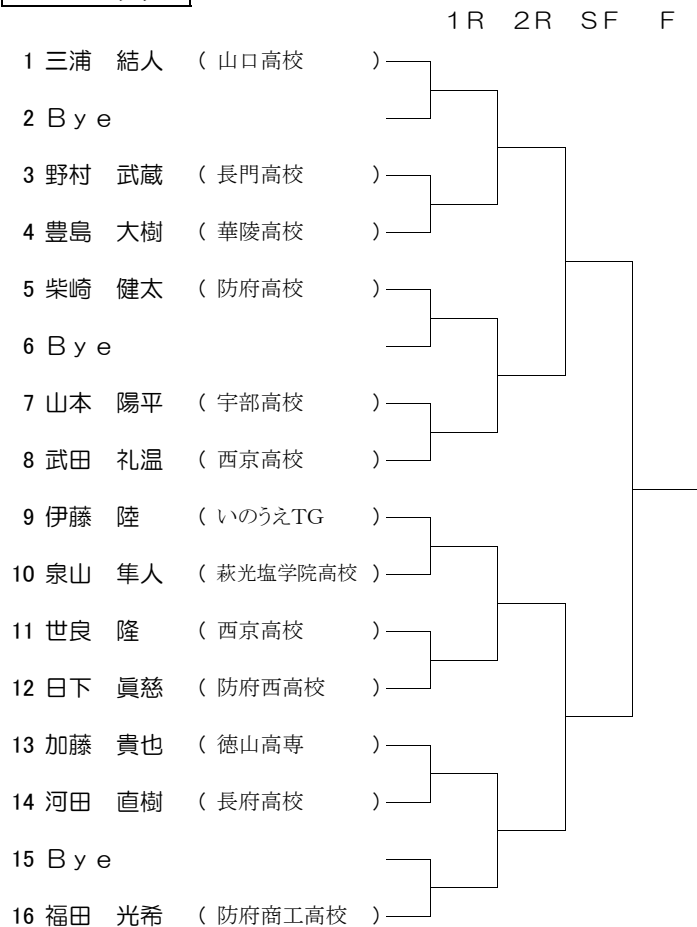 1R 2R SF F
1 三浦 結人 ( 山口高校 )
2 Bye
3 野村 武蔵 ( 長門高校 )
4 豊島 大樹 ( 華陵高校 )
5 柴崎 健太 ( 防府高校 )
6 Bye
7 山本 陽平 ( 宇部高校 )
8 武田 礼温 ( 西京高校 )
9 伊藤 陸 ( いのうえTG )
10 泉山 隼人 ( 萩光塩学院高校 )
11 世良 隆 ( 西京高校 )
12 日下 眞慈 ( 防府西高校 )
13 加藤 貴也 ( 徳山高専 )
14 河田 直樹 ( 長府高校 )
15 Bye
16 福田 光希 ( 防府商工高校 )